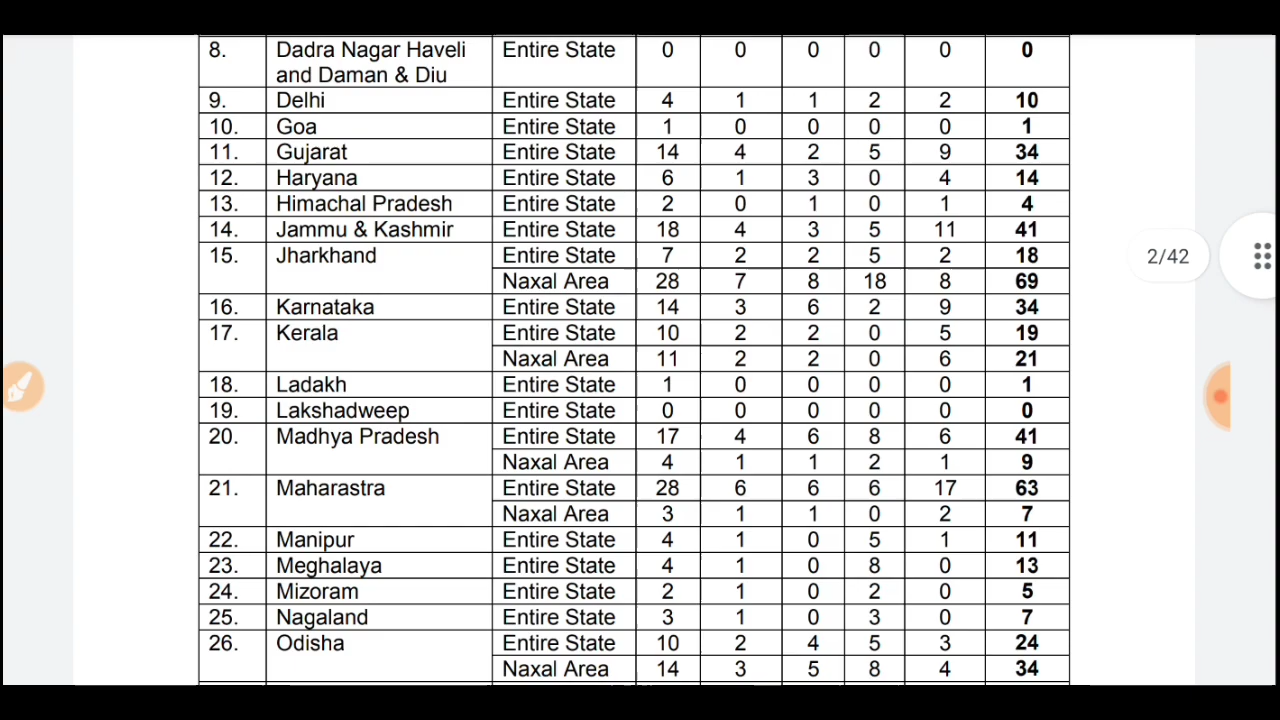 8. Dadra Nagar Haveli Entire State 0 0 0 0 0 0
and Daman & Diu
9. Delhi Entire State 4 1 1 2 2 10
10. Goa Entire State 1 0 0 0 0 1
11. Gujarat Entire State 14 4 2 5 9 34
12. Haryana Entire State 6 1 3 0 4 14
13. Himachal Pradesh Entire State 2 0 1 0 1 4
14. Jammu & Kashmir Entire State 18 4 3 5 11 41
15. Jharkhand Entire State 7 2 2 5 2 18
2/42
Naxal Area 28 7 8 18 8 69
16. Karnataka Entire State 14 3 6 2 9 34
17. Kerala Entire State 10 2 2 0 5 19
Naxal Area 11 2 2 0 6 21
18. Ladakh Entire State 1 0 0 0 0 1
19. Lakshadweep Entire State 0 0 0 0 0 0
20. Madhya Pradesh Entire State 17 4 6 8 6 41
Naxal Area 4 1 1 2 1 9
21. Maharastra Entire State 28 6 6 6 17 63
Naxal Area 3 1 1 0 2 7
22. Manipur Entire State 4 1 0 5 1 11
23. Meghalaya Entire State 4 1 0 8 0 13
24. Mizoram Entire State 2 1 0 2 0 5
25. Nagaland Entire State 3 1 0 3 0 7
26. Odisha Entire State 10 2 4 5 3 24
Naxal Area 14 3 5 8 4 34